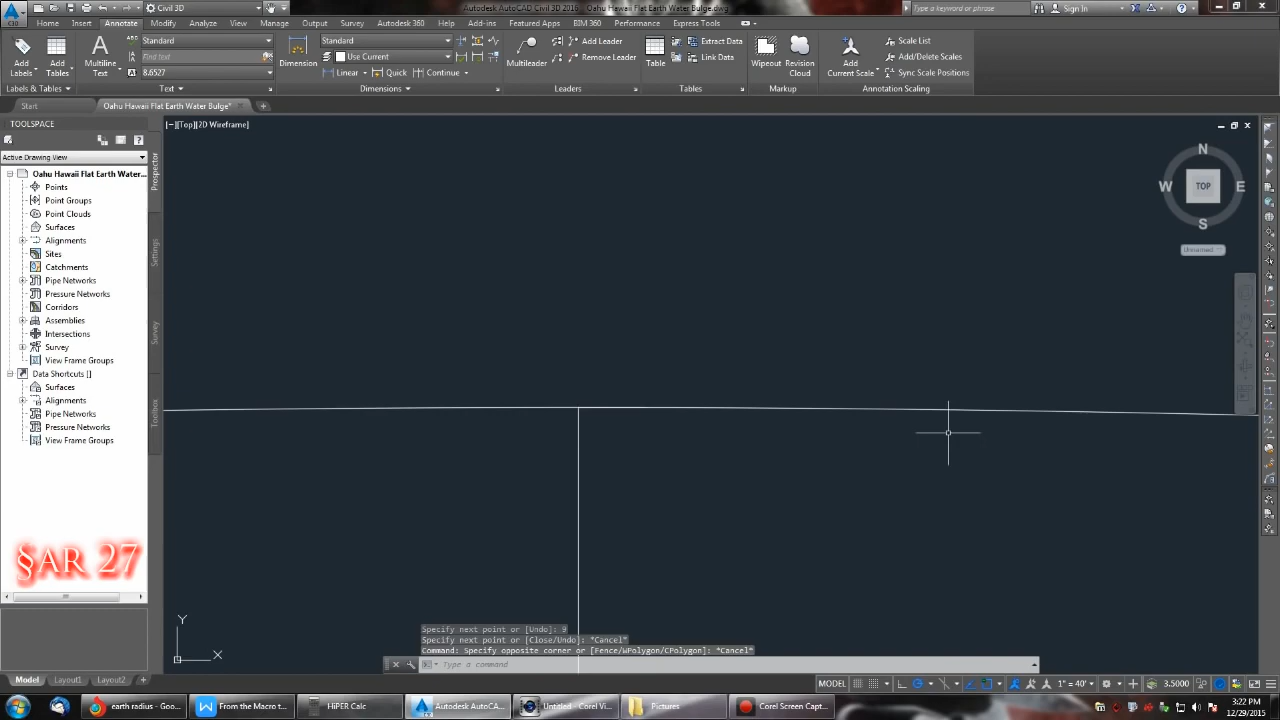 Civil 3D
Autodesk AutoCAD Civil 3D 2016 Oahu Hawaii Flat Earth Water Bulge.dwg
Type a keyword or phrase
Sign In
Home Insert Annotate Modify Analyze View Manage Output Survey Autodesk 360 Help Add-ins Featured Apps BIM 360 Performance Express Tools
Add Labels
Add Tables
Labels & Tables
Multiline Text
Standard
Find text
8.6527
Text
Dimension
Standard
Use Current
Linear Quick Continue
Dimensions
Multileader
Add Leader
Remove Leader
Leaders
Table
Extract Data
Link Data
Tables
Wipeout
Revision Cloud
Markup
Add Current Scale
Scale List
Add/Delete Scales
Sync Scale Positions
Annotation Scaling
Start
Oahu Hawaii Flat Earth Water Bulge*
TOOLSPACE
Active Drawing View
Oahu Hawaii Flat Earth Water...
Points
Point Groups
Point Clouds
Surfaces
Alignments
Sites
Catchments
Pipe Networks
Pressure Networks
Corridors
Assemblies
Intersections
Survey
View Frame Groups
Data Shortcuts []
Surfaces
Alignments
Pipe Networks
Pressure Networks
View Frame Groups
Prospector
Settings
Survey
Toolbox
[−][Top][2D Wireframe]
N
W TOP E
S
Unnamed
§AR 27
Y
X
Specify next point or [Undo]: 9
Specify next point or [Close/Undo]: *Cancel*
Command: Specify opposite corner or [Fence/WPolygon/CPolygon]: *Cancel*
Type a command
Model Layout1 Layout2
MODEL
1" = 40'
3.5000
earth radius - Goo...
From the Macro t...
HiPER Calc
Autodesk AutoCA...
Untitled - Corel Vi...
Pictures
Corel Screen Capt...
3:22 PM
12/29/2015